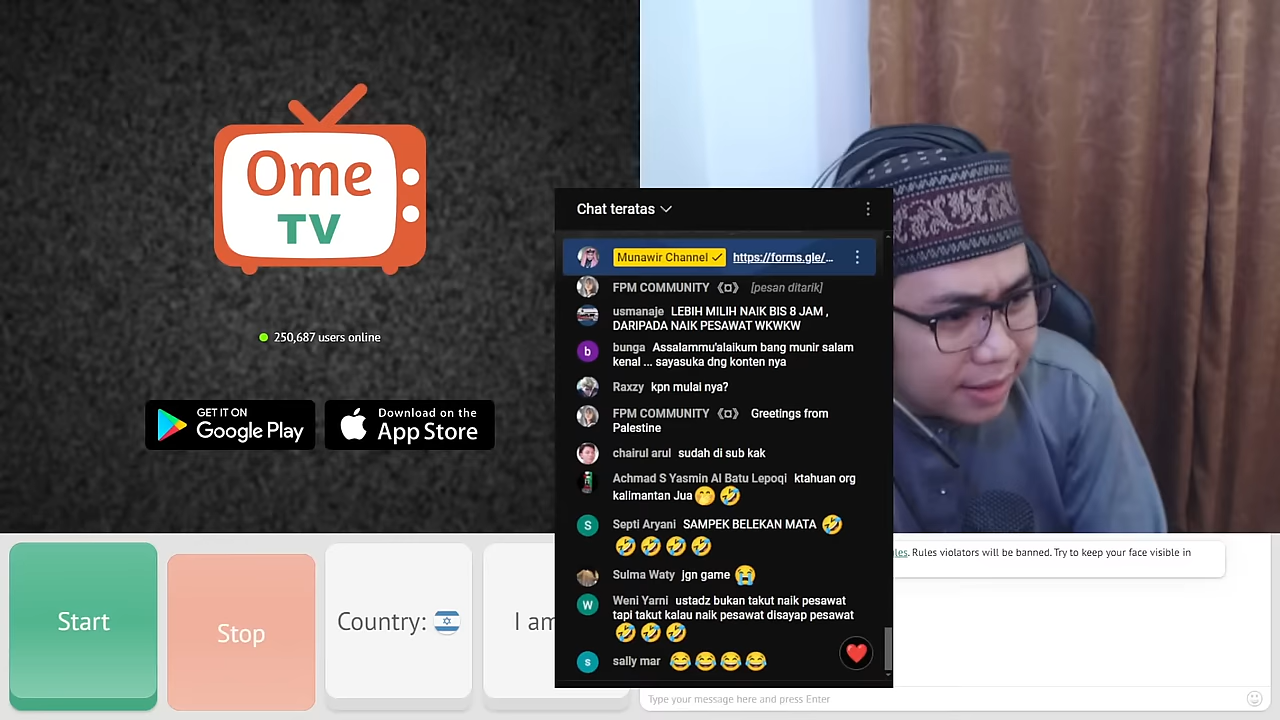 Ome
TV
250,687 users online
GET IT ON
Google Play
Download on the
App Store
Start
Stop
Country:
I am
Chat teratas
Munawir Channel https://forms.gle/...
FPM COMMUNITY [pesan ditarik]
usmanaje LEBIH MILIH NAIK BIS 8 JAM ,
DARIPADA NAIK PESAWAT WKWKW
b bunga Assalammu'alaikum bang munir salam
kenal ... sayasuka dng konten nya
Raxzy kpn mulai nya?
FPM COMMUNITY Greetings from
Palestine
chairul arul sudah di sub kak
Achmad S Yasmin Al Batu Lepoqi ktahuan org
kalimantan Jua🤭🤣
S Septi Aryani SAMPEK BELEKAN MATA 🤣
🤣🤣🤣🤣
Sulma Waty jgn game 😭
W Weni Yarni ustadz bukan takut naik pesawat
tapi takut kalau naik pesawat disayap pesawat
🤣🤣🤣
s sally mar 😂😂😂😂
les. Rules violators will be banned. Try to keep your face visible in
Type your message here and press Enter